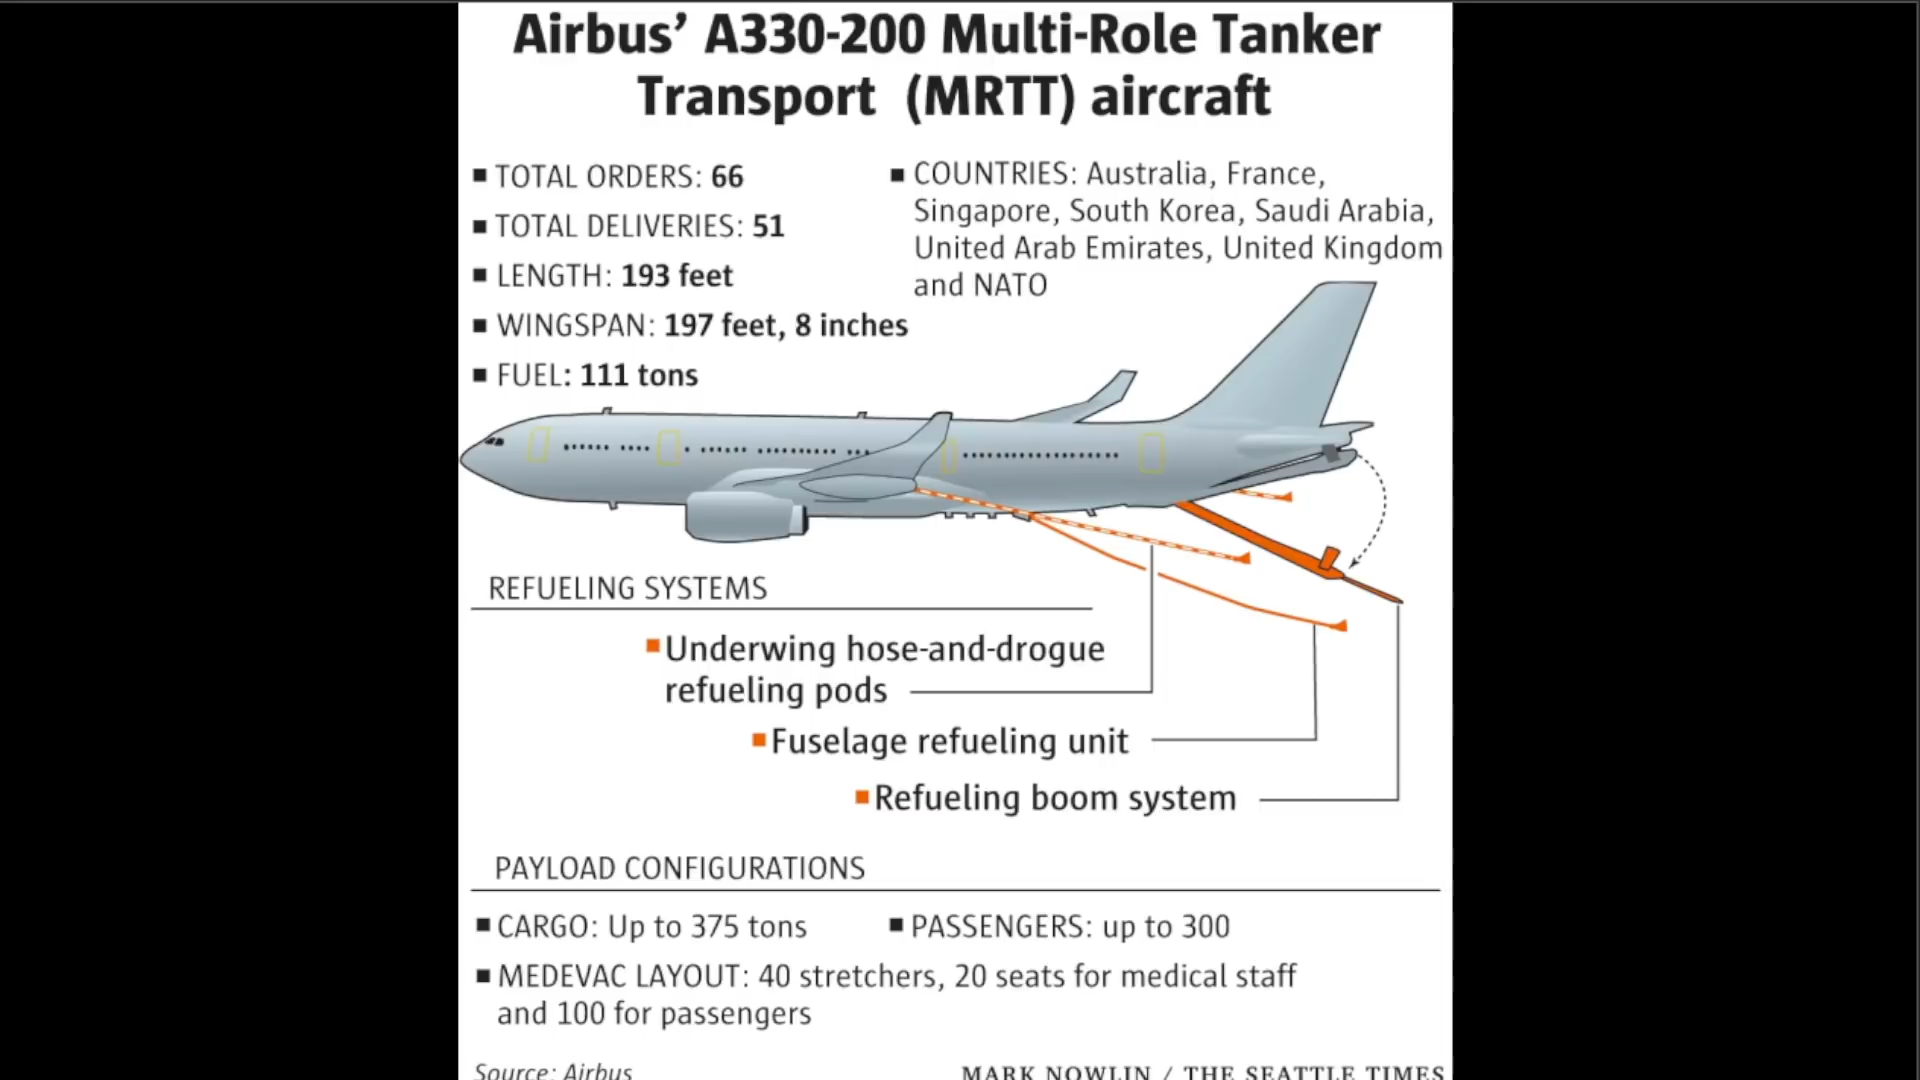 Airbus’ A330-200 Multi-Role Tanker
Transport (MRTT) aircraft
TOTAL ORDERS: 66
TOTAL DELIVERIES: 51
LENGTH: 193 feet
WINGSPAN: 197 feet, 8 inches
FUEL: 111 tons
COUNTRIES: Australia, France,
Singapore, South Korea, Saudi Arabia,
United Arab Emirates, United Kingdom
and NATO
REFUELING SYSTEMS
Underwing hose-and-drogue
refueling pods
Fuselage refueling unit
Refueling boom system
PAYLOAD CONFIGURATIONS
CARGO: Up to 375 tons
PASSENGERS: up to 300
MEDEVAC LAYOUT: 40 stretchers, 20 seats for medical staff
and 100 for passengers
Source: Airbus
MARK NOWLIN / THE SEATTLE TIMES